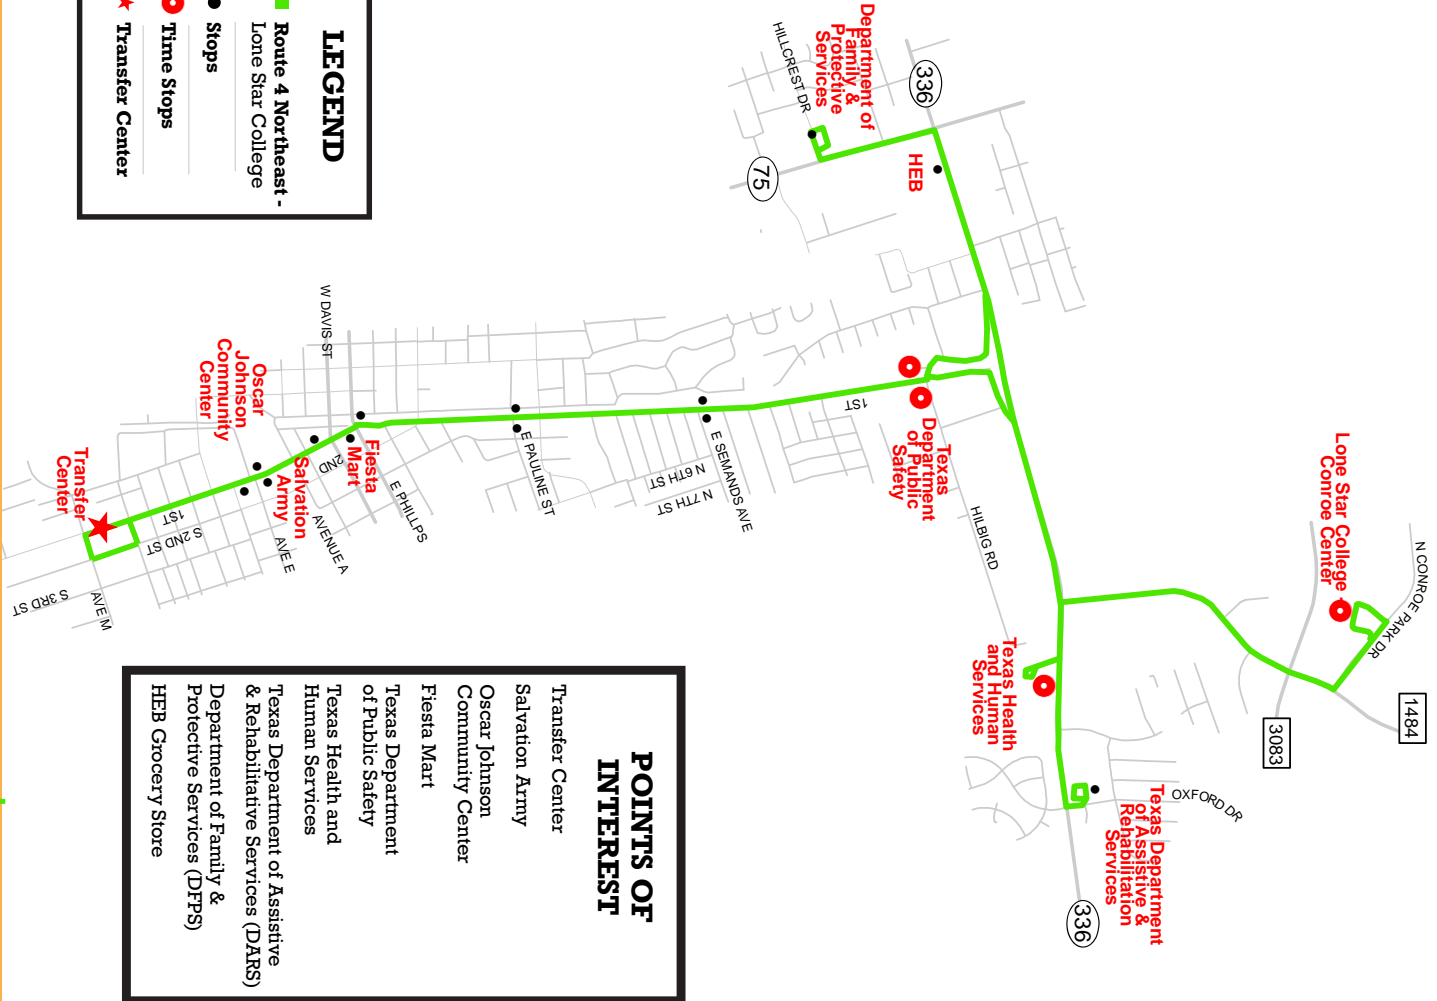 LEGEND
Route 4 Northeast -
Lone Star College
Stops
Time Stops
Transfer Center
Department of
Family &
Protective
Services
HILLCREST DR
336
HEB
75
W DAVIS ST
Oscar
Johnson
Community
Center
Transfer
Center
Salvation
Army
Fiesta
Mart
2ND
1ST
S 2ND ST
S 3RD ST
AVE M
AVE E
AVENUE A
E PHILLPS
E PAULINE ST
N 6TH ST
N 7TH ST
E SEMANDS AVE
1ST
Texas
Department
of Public
Safety
HILBIG RD
Lone Star College -
Conroe Center
N CONROE PARK DR
1484
3083
Texas Health
and Human
Services
OXFORD DR
Texas Department
of Assistive &
Rehabilitation
Services
336
POINTS OF
INTEREST
Transfer Center
Salvation Army
Oscar Johnson
Community Center
Fiesta Mart
Texas Department
of Public Safety
Texas Health and
Human Services
Texas Department of Assistive
& Rehabilitative Services (DARS)
Department of Family &
Protective Services (DFPS)
HEB Grocery Store